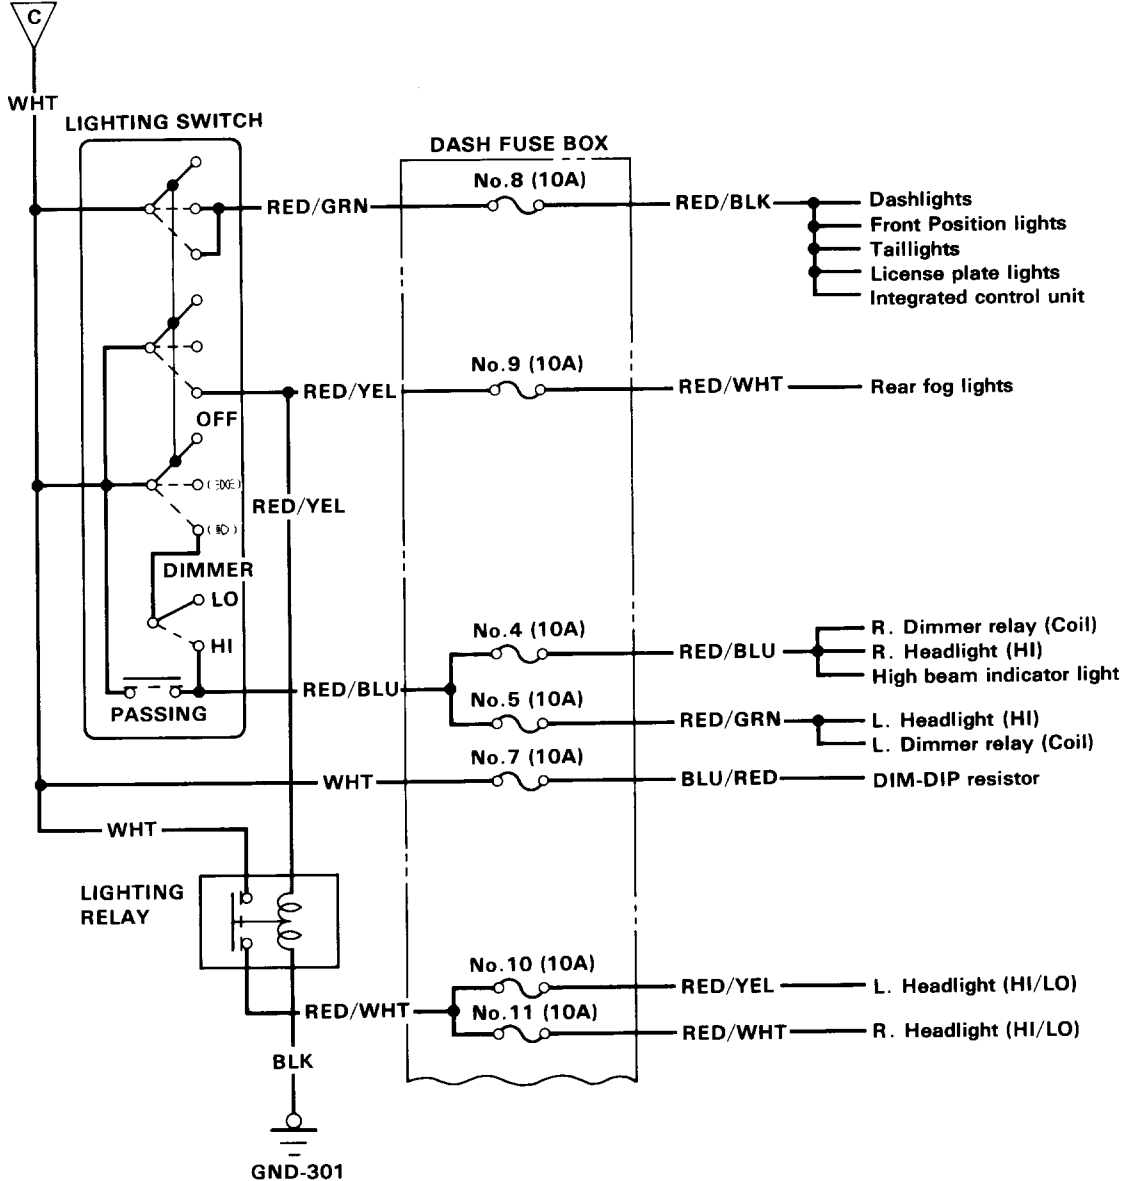 C
WHT
LIGHTING SWITCH
DASH FUSE BOX
No.8 (10A)
RED/GRN
RED/BLK
Dashlights
Front Position lights
Taillights
License plate lights
Integrated control unit
No.9 (10A)
RED/YEL
RED/WHT
Rear fog lights
OFF
RED/YEL
DIMMER
LO
HI
PASSING
No.4 (10A)
RED/BLU
RED/BLU
R. Dimmer relay (Coil)
R. Headlight (HI)
High beam indicator light
No.5 (10A)
RED/GRN
L. Headlight (HI)
L. Dimmer relay (Coil)
No.7 (10A)
WHT
BLU/RED
DIM-DIP resistor
WHT
LIGHTING
RELAY
No.10 (10A)
RED/YEL
L. Headlight (HI/LO)
RED/WHT
No.11 (10A)
RED/WHT
R. Headlight (HI/LO)
BLK
GND-301